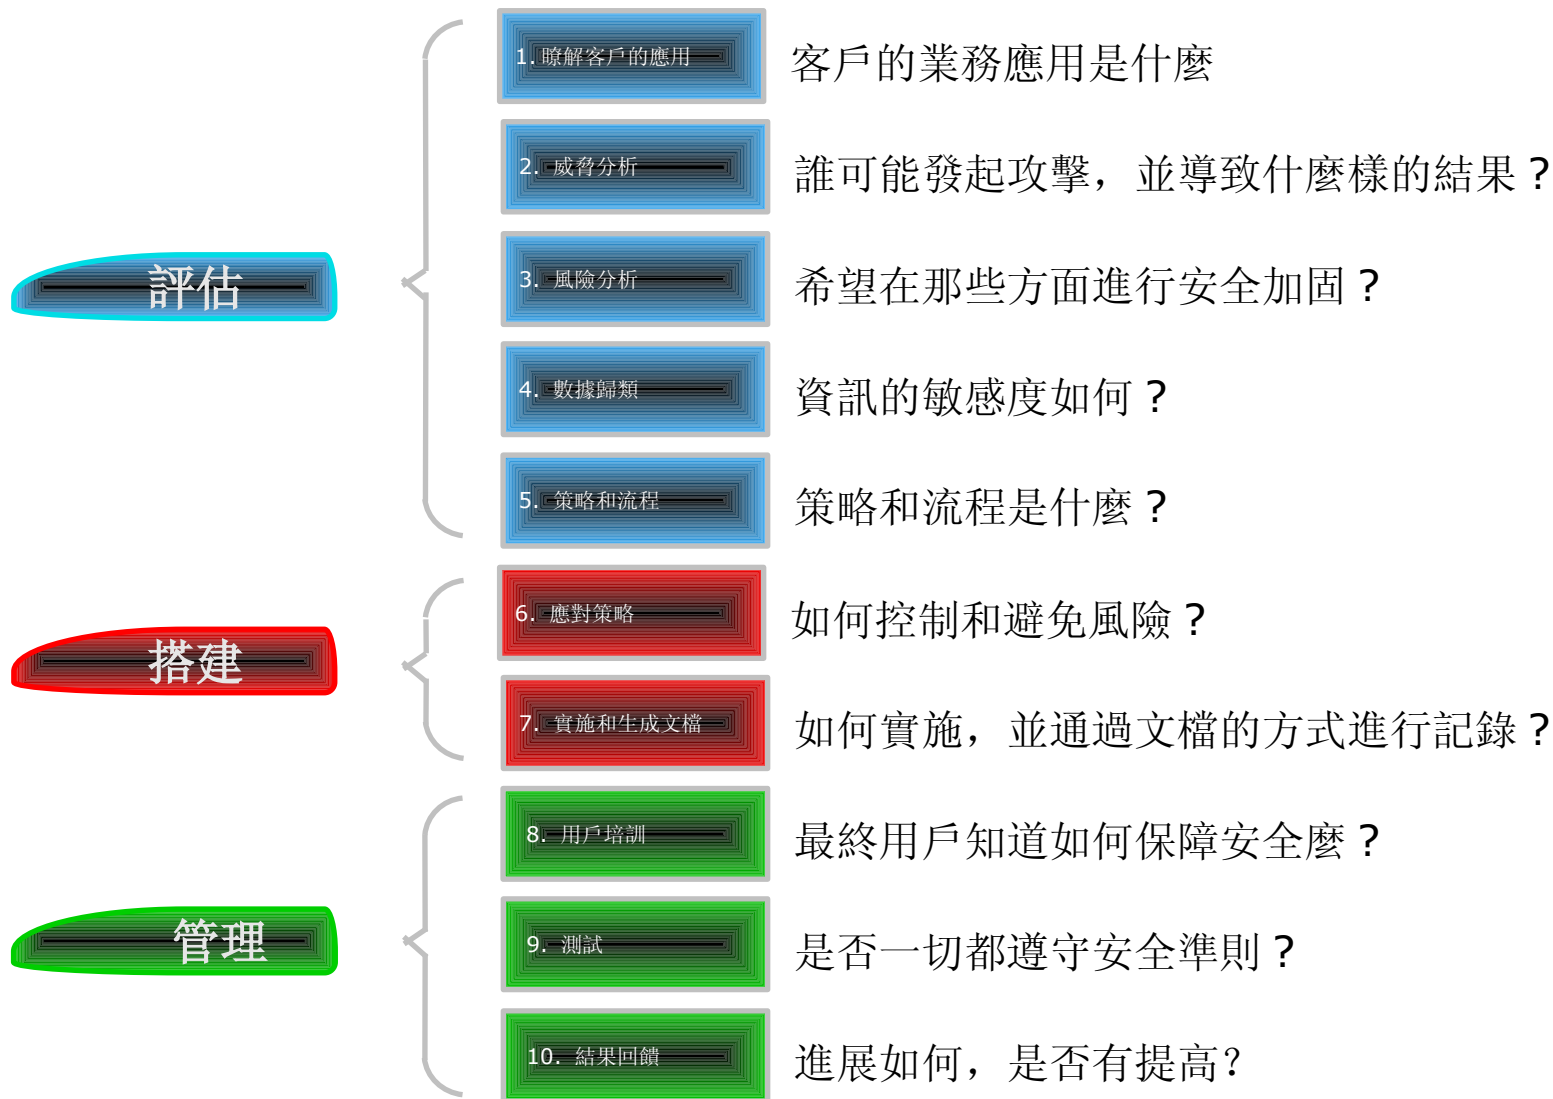 1. 瞭解客戶的應用 客戶的業務應用是什麼
2. 威脅分析 誰可能發起攻擊，並導致什麼樣的結果?
評估
3. 風險分析 希望在那些方面進行安全加固?
4. 數據歸類 資訊的敏感度如何?
5. 策略和流程 策略和流程是什麼?
6. 應對策略 如何控制和避免風險?
搭建
7. 實施和生成文檔 如何實施，並通過文檔的方式進行記錄?
8. 用戶培訓 最終用戶知道如何保障安全麼?
管理
9. 測試 是否一切都遵守安全準則?
10. 結果回饋 進展如何，是否有提高?